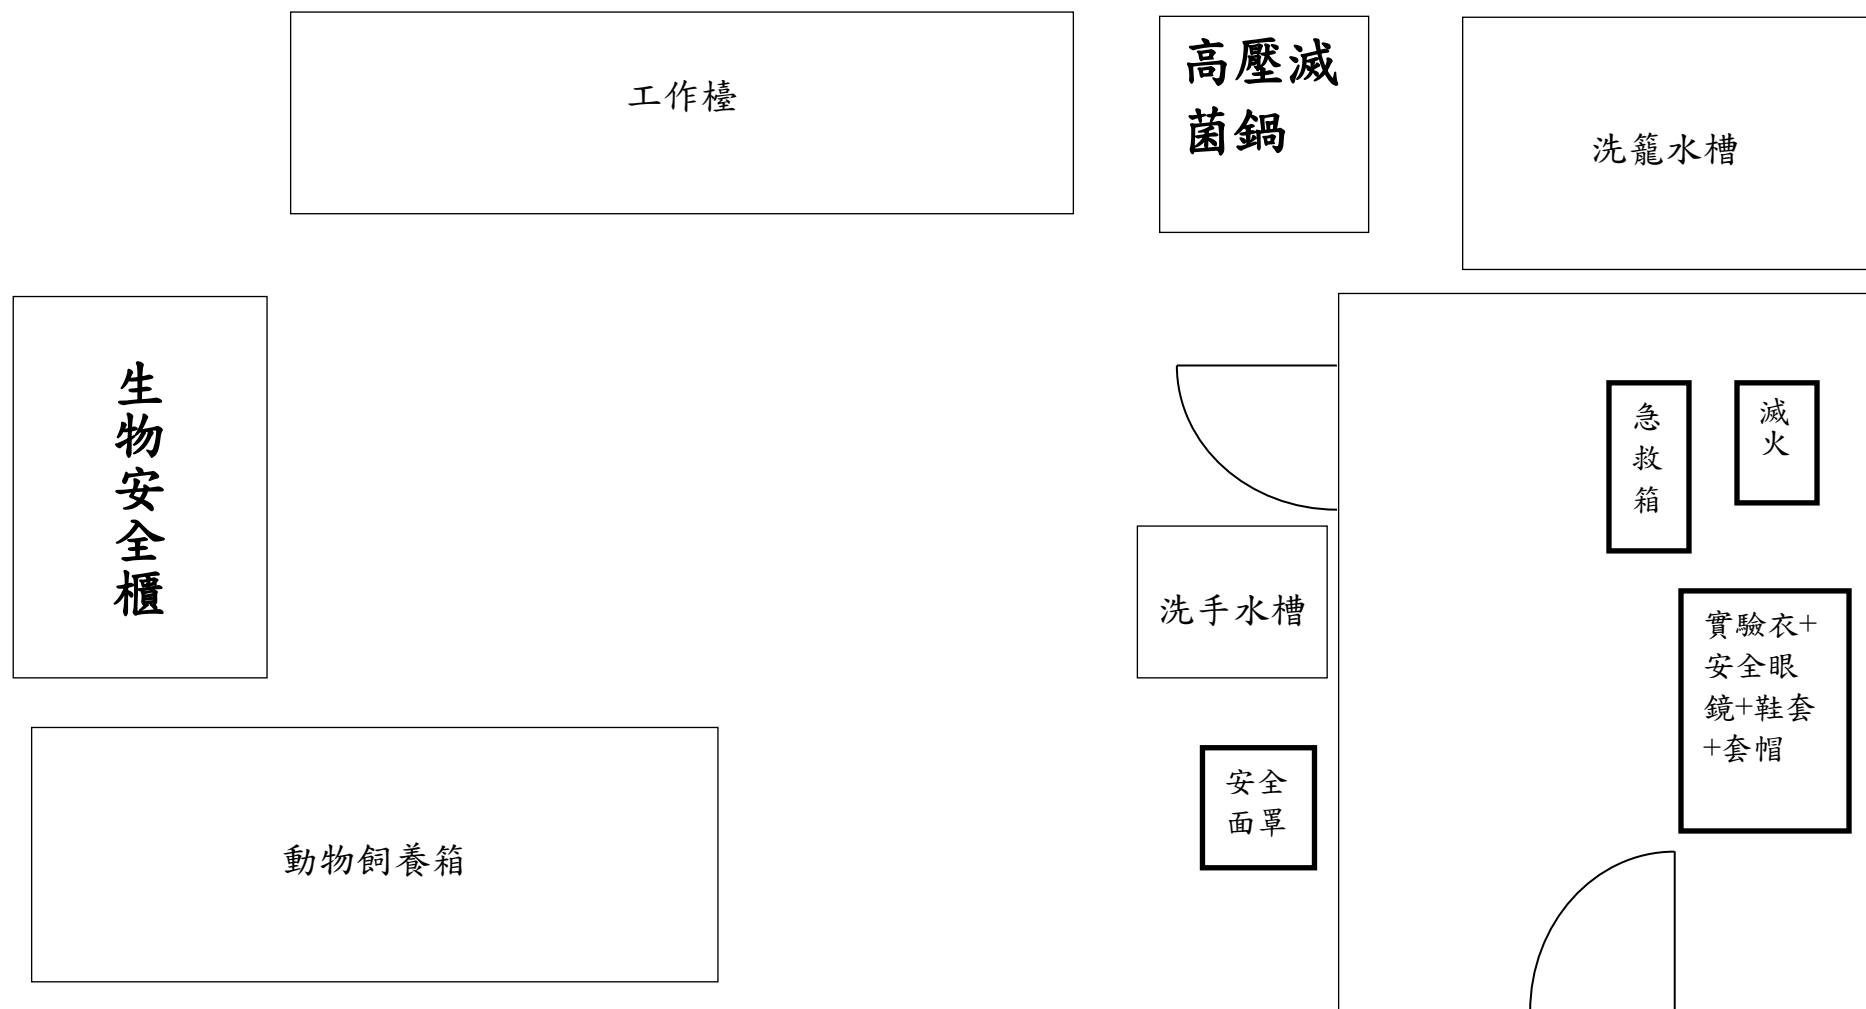 工作檯
高壓滅
菌鍋
洗籠水槽
生物安全櫃
急救箱
滅火
洗手水槽
實驗衣+
安全眼
鏡+鞋套
+套帽
安全
面罩
動物飼養箱